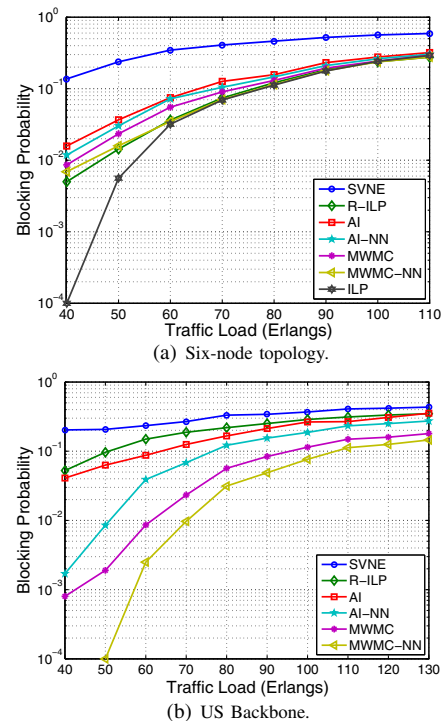 10^0
10^-1
10^-2
10^-3
10^-4
Blocking Probability
SVNE
R-ILP
AI
AI-NN
MWMC
MWMC-NN
ILP
40 50 60 70 80 90 100 110
Traffic Load (Erlangs)
(a) Six-node topology.
10^0
10^-1
10^-2
10^-3
10^-4
Blocking Probability
SVNE
R-ILP
AI
AI-NN
MWMC
MWMC-NN
40 50 60 70 80 90 100 110 120 130
Traffic Load (Erlangs)
(b) US Backbone.